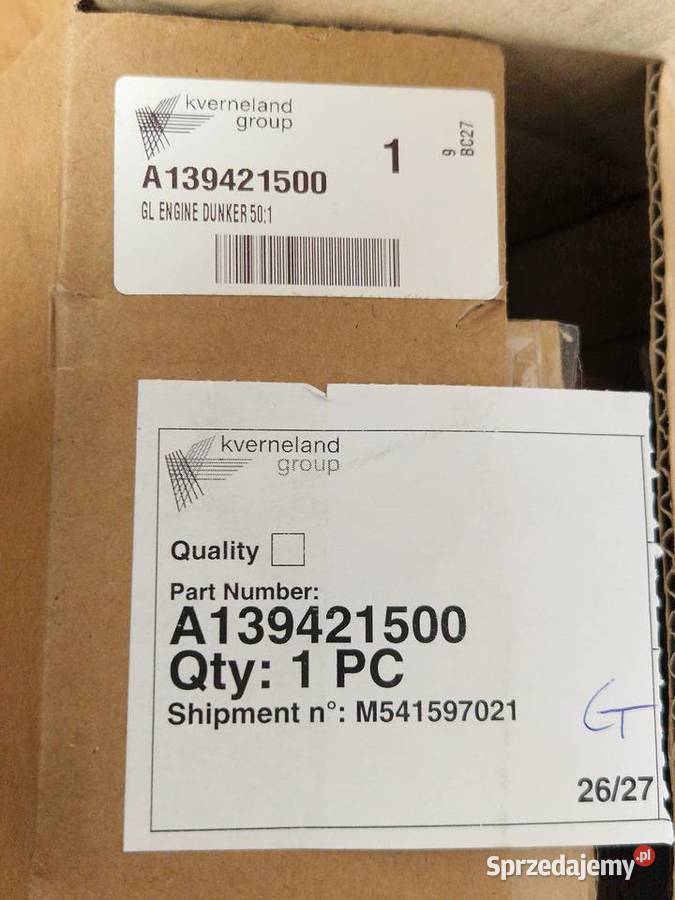 kverneland
group
A139421500
GL ENGINE DUNKER 50:1
1
9
BC27
kverneland
group
Quality
Part Number:
A139421500
Qty: 1 PC
Shipment n°: M541597021
26/27
Sprzedajemy.pl